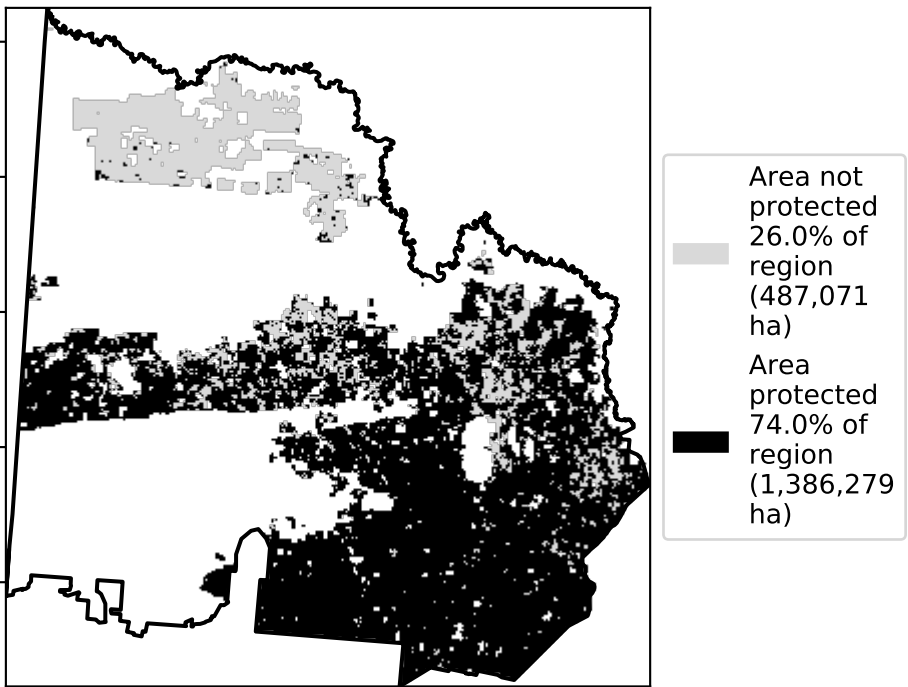 Area not
protected
26.0% of
region
(487,071
ha)
Area
protected
74.0% of
region
(1,386,279
ha)